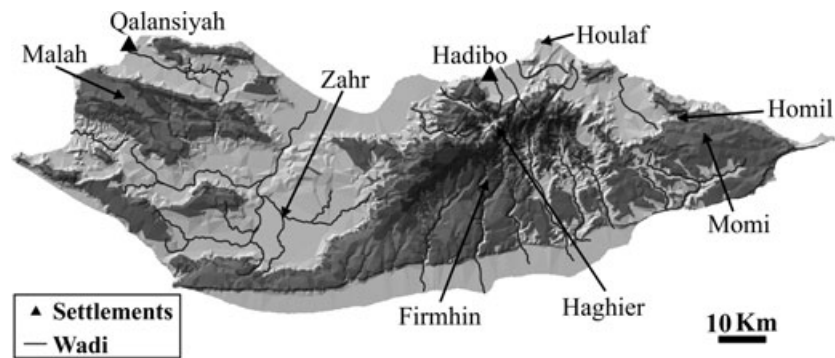 Qalansiyah
Malah
Zahr
Hadibo
Houlaf
Homil
Momi
Haghier
Firmhin
Settlements
Wadi
10 Km